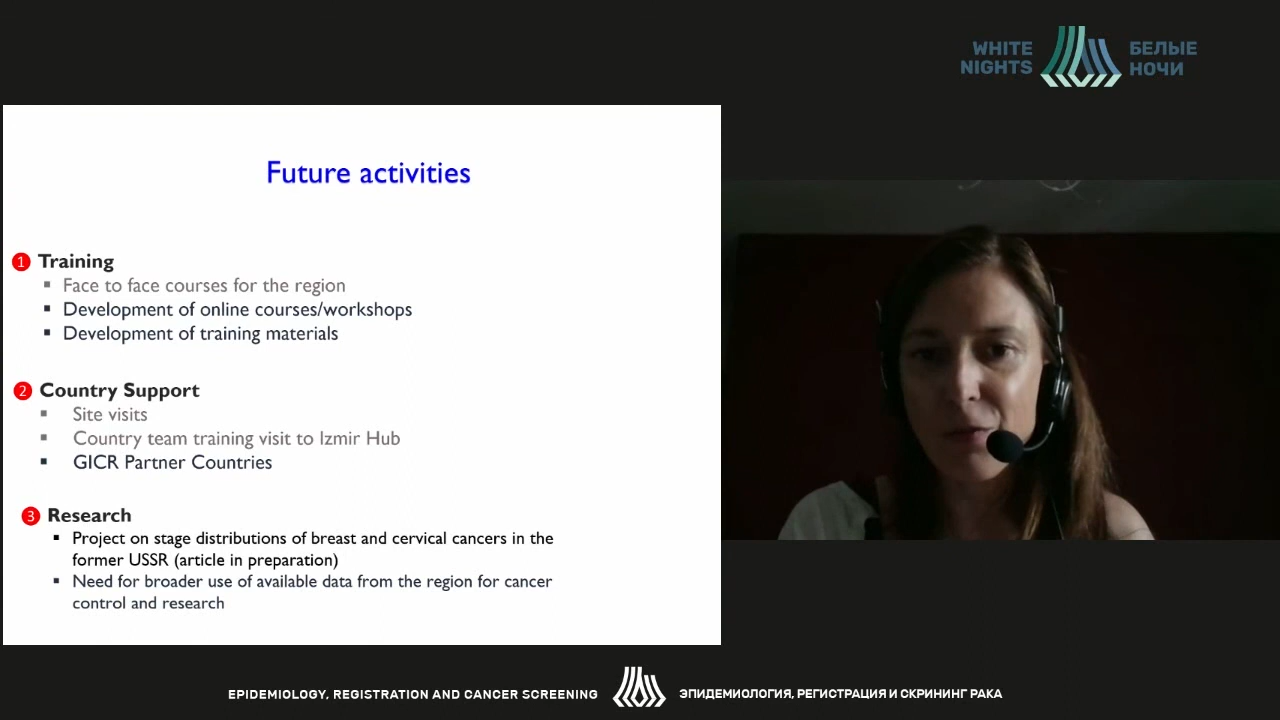 WHITE
NIGHTS
БЕЛЫЕ
НОЧИ
Future activities
1 Training
▪ Face to face courses for the region
▪ Development of online courses/workshops
▪ Development of training materials
2 Country Support
▪ Site visits
▪ Country team training visit to Izmir Hub
▪ GICR Partner Countries
3 Research
▪ Project on stage distributions of breast and cervical cancers in the
former USSR (article in preparation)
▪ Need for broader use of available data from the region for cancer
control and research
EPIDEMIOLOGY, REGISTRATION AND CANCER SCREENING
ЭПИДЕМИОЛОГИЯ, РЕГИСТРАЦИЯ И СКРИНИНГ РАКА